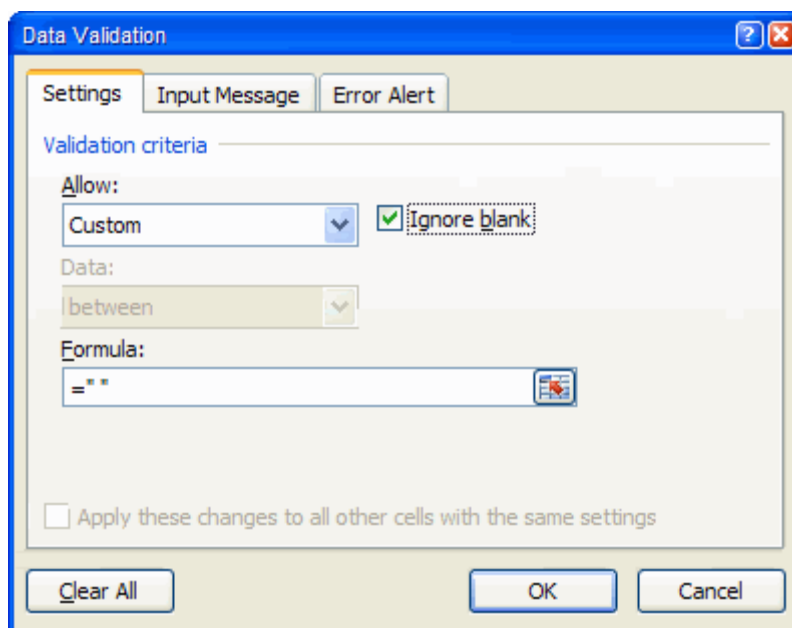 Data Validation
Settings Input Message Error Alert
Validation criteria
Allow:
Custom Ignore blank
Data:
between
Formula:
=" "
Apply these changes to all other cells with the same settings
Clear All OK Cancel